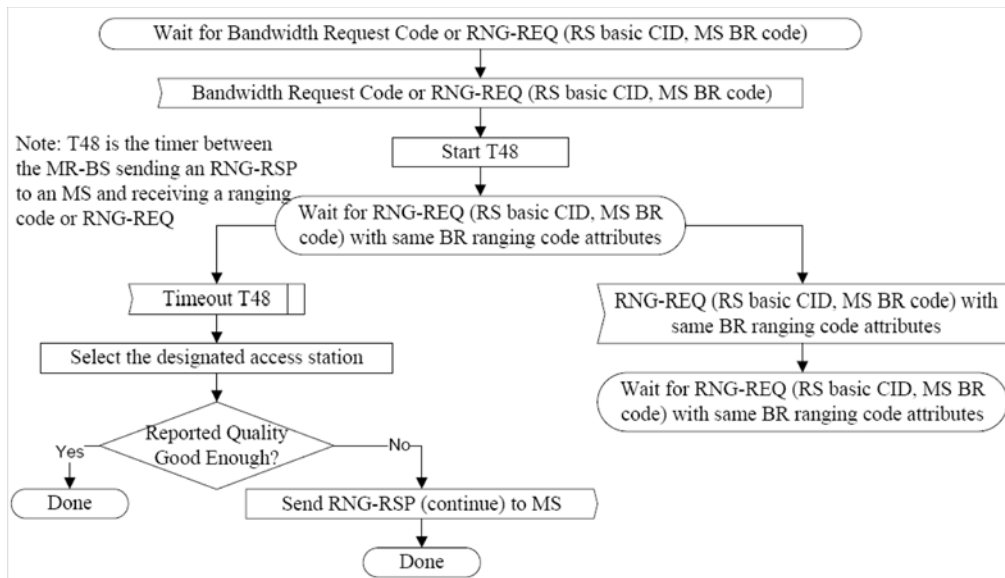 Wait for Bandwidth Request Code or RNG-REQ (RS basic CID, MS BR code)
Bandwidth Request Code or RNG-REQ (RS basic CID, MS BR code)
Note: T48 is the timer between
the MR-BS sending an RNG-RSP
to an MS and receiving a ranging
code or RNG-REQ
Start T48
Wait for RNG-REQ (RS basic CID, MS BR
code) with same BR ranging code attributes
Timeout T48
RNG-REQ (RS basic CID, MS BR code) with
same BR ranging code attributes
Select the designated access station
Wait for RNG-REQ (RS basic CID, MS BR
code) with same BR ranging code attributes
Reported Quality
Good Enough?
Yes
No
Done
Send RNG-RSP (continue) to MS
Done